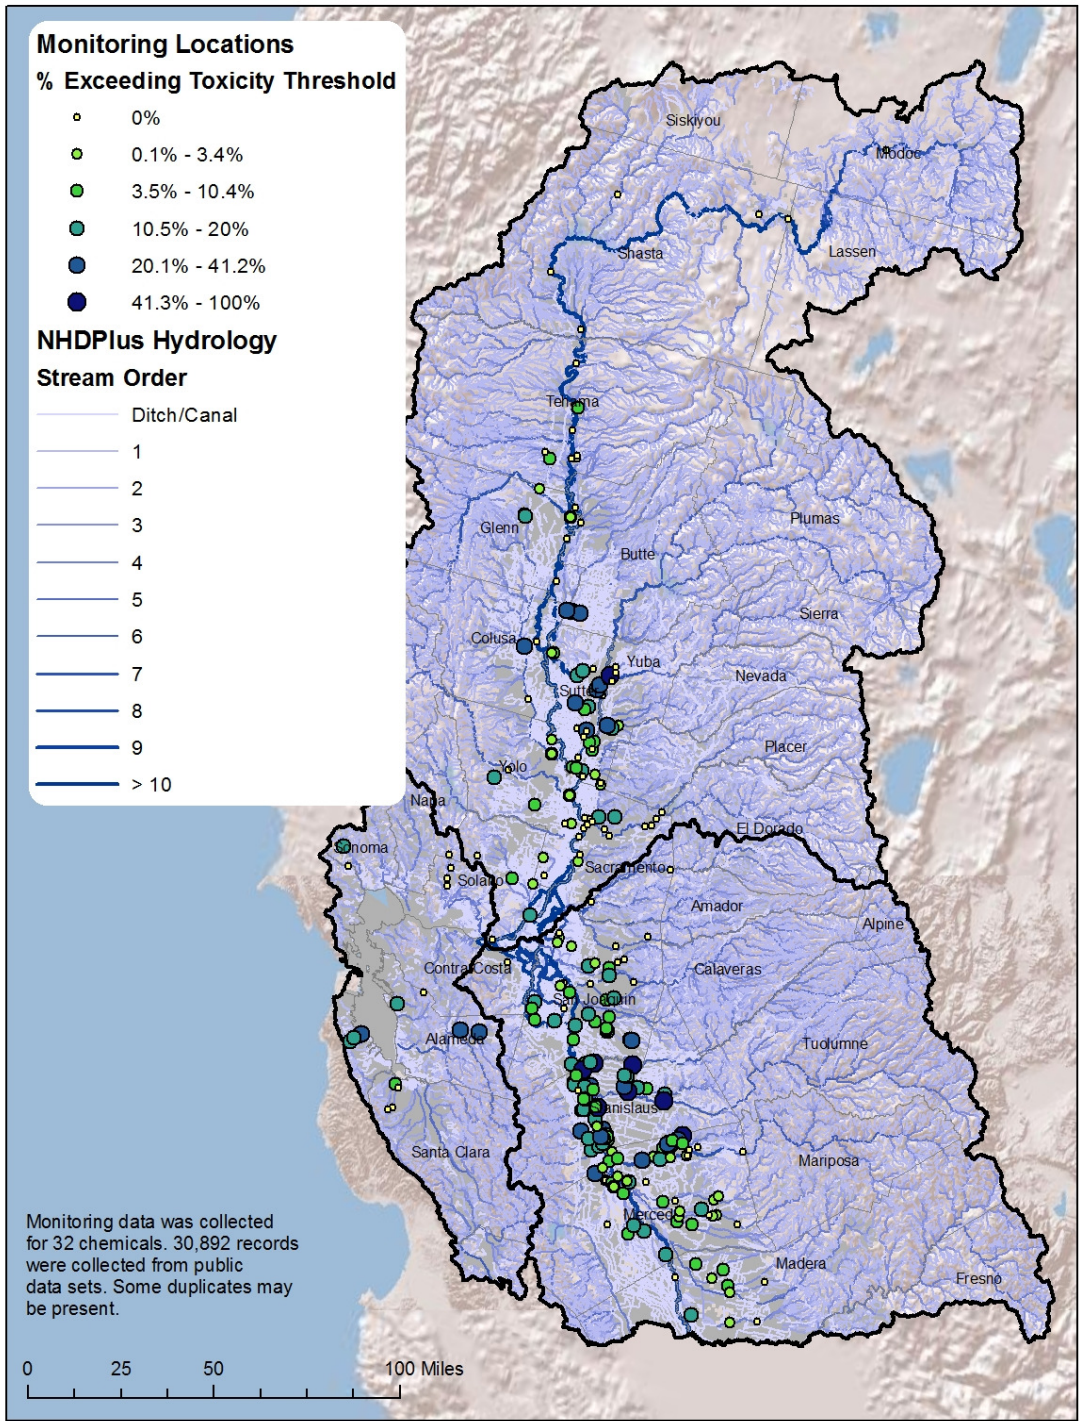 Monitoring Locations
% Exceeding Toxicity Threshold
0%
0.1% - 3.4%
3.5% - 10.4%
10.5% - 20%
20.1% - 41.2%
41.3% - 100%
NHDPlus Hydrology
Stream Order
Ditch/Canal
1
2
3
4
5
6
7
8
9
> 10
Siskiyou
Modoc
Shasta
Lassen
Tehama
Glenn
Plumas
Butte
Sierra
Colusa
Yuba
Nevada
Sutter
Placer
Yolo
Napa
El Dorado
Sonoma
Sacramento
Solano
Amador
Alpine
Contra Costa
Calaveras
San Joaquin
Alameda
Tuolumne
Stanislaus
Santa Clara
Mariposa
Merced
Madera
Fresno
Monitoring data was collected
for 32 chemicals. 30,892 records
were collected from public
data sets. Some duplicates may
be present.
0 25 50 100 Miles